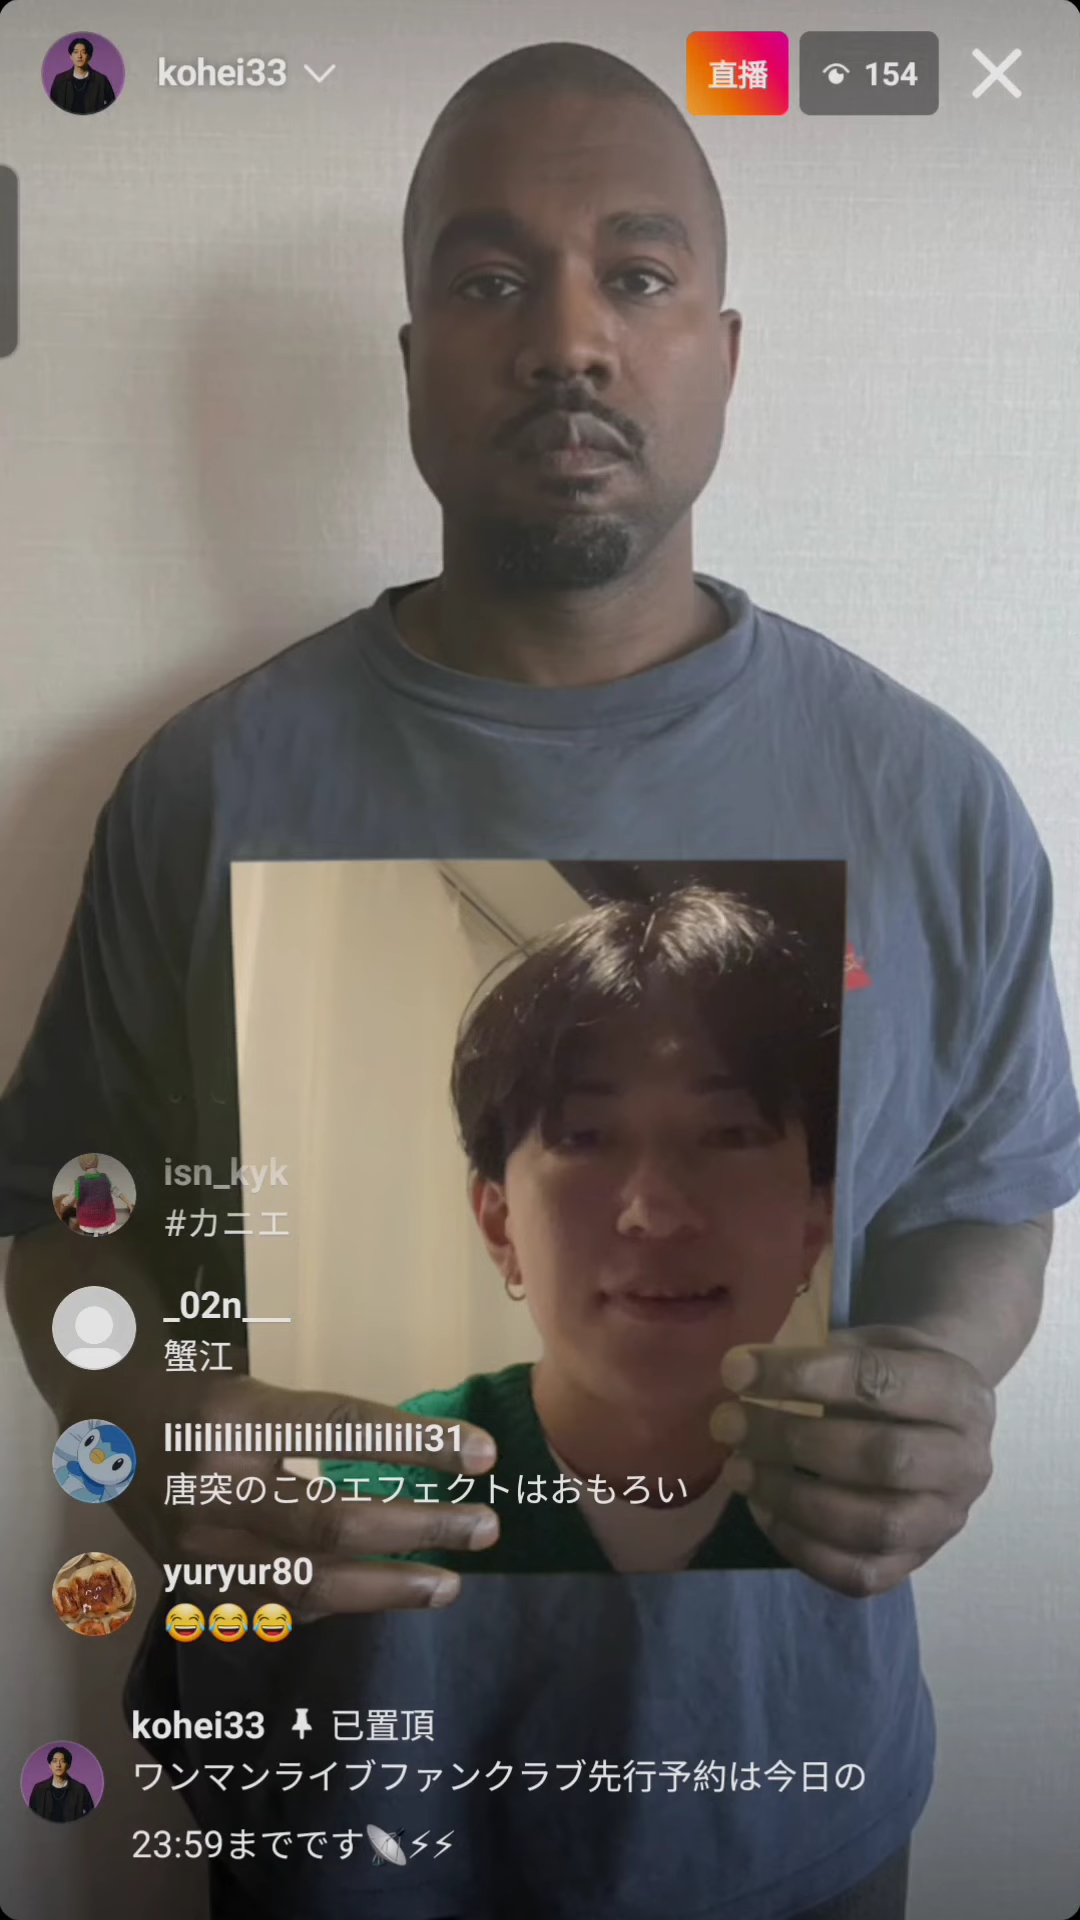 kohei33
直播
154
isn_kyk
#カニエ
_02n___
蟹江
lilililililililililililili31
唐突のこのエフェクトはおもろい
yuryur80
😂😂😂
kohei33 已置頂
ワンマンライブファンクラブ先行予約は今日の
23:59までです📡⚡⚡